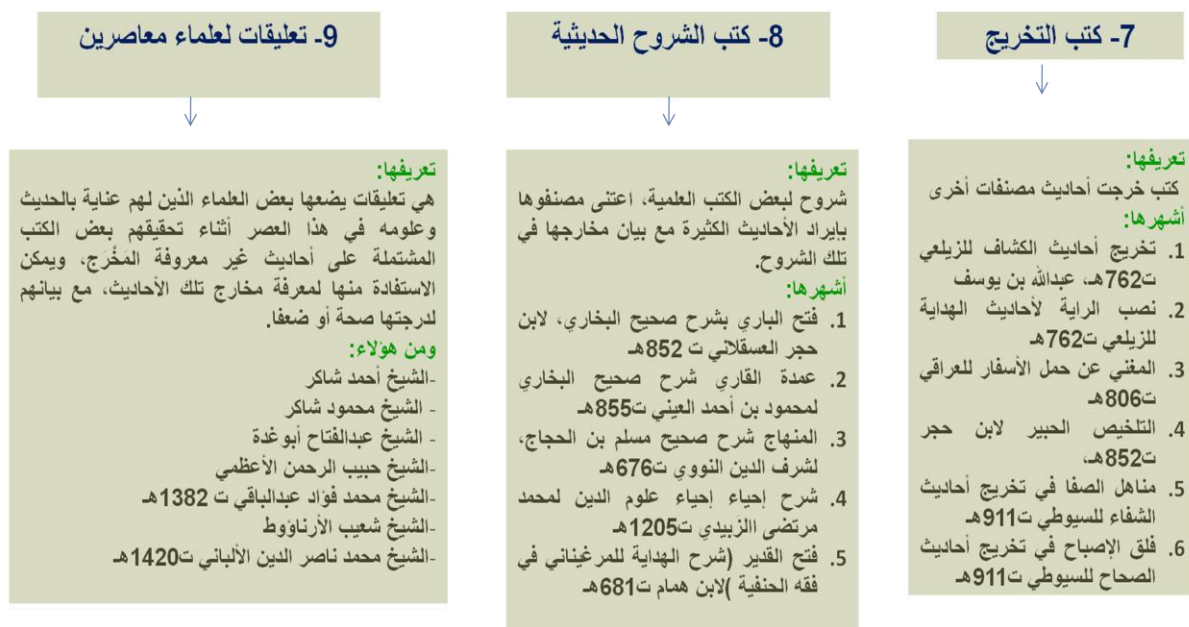 7- كتب التخريج
تعريفها:
كتب خرجت أحاديث مصنفات أخرى
أشهرها:
1. تخريج أحاديث الكشاف للزيلعي
ت762هـ، عبدالله بن يوسف
2. نصب الراية لأحاديث الهداية
للزيلعي ت762هـ
3. المغني عن حمل الأسفار للعراقي
ت806هـ
4. التلخيص الحبير لابن حجر
ت852هـ،
5. مناهل الصفا في تخريج أحاديث
الشفاء للسيوطي ت911هـ
6. فلق الإصباح في تخريج أحاديث
الصحاح للسيوطي ت911هـ
8- كتب الشروح الحديثية
تعريفها:
شروح لبعض الكتب العلمية، اعتنى مصنفوها
بإيراد الأحاديث الكثيرة مع بيان مخارجها في
تلك الشروح.
أشهرها:
1. فتح الباري بشرح صحيح البخاري، لابن
حجر العسقلاني ت 852هـ
2. عمدة القاري شرح صحيح البخاري
لمحمود بن أحمد العيني ت855هـ
3. المنهاج شرح صحيح مسلم بن الحجاج،
لشرف الدين النووي ت676هـ
4. شرح إحياء إحياء علوم الدين لمحمد
مرتضى االزَبيدي ت1205هـ
5. فتح القدير (شرح الهداية للمرغيناني في
فقه الحنفية )لابن همام ت681هـ
9- تعليقات لعلماء معاصرين
تعريفها:
هي تعليقات يضعها بعض العلماء الذين لهم عناية بالحديث
وعلومه في هذا العصر أثناء تحقيقهم بعض الكتب
المشتملة على أحاديث غير معروفة المَخْرَج، ويمكن
الاستفادة منها لمعرفة مخارج تلك الأحاديث، مع بيانهم
لدرجتها صحة أو ضعفا.
ومن هؤلاء:
-الشيخ أحمد شاكر
- الشيخ محمود شاكر
- الشيخ عبدالفتاح أبوغدة
-الشيخ حبيب الرحمن الأعظمي
-الشيخ محمد فؤاد عبدالباقي ت 1382هـ
-الشيخ شعيب الأرناؤوط
-الشيخ محمد ناصر الدين الألباني ت1420هـ